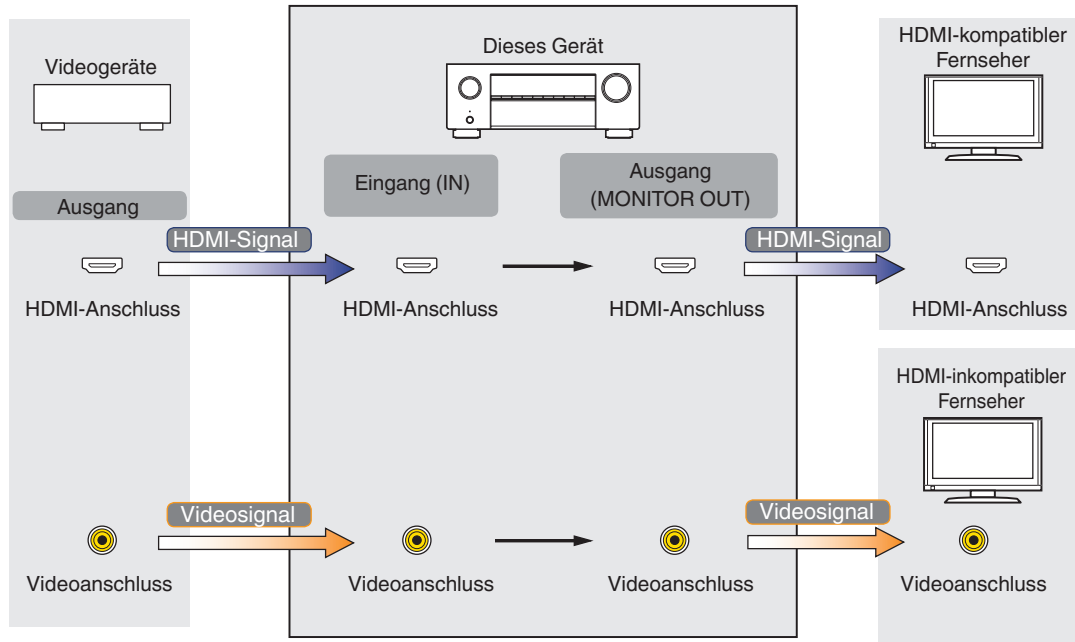 Videogeräte
Dieses Gerät
HDMI-kompatibler
Fernseher
Ausgang
Eingang (IN)
Ausgang
(MONITOR OUT)
HDMI-Signal
HDMI-Signal
HDMI-Anschluss
HDMI-Anschluss
HDMI-Anschluss
HDMI-Anschluss
HDMI-inkompatibler
Fernseher
Videosignal
Videosignal
Videoanschluss
Videoanschluss
Videoanschluss
Videoanschluss